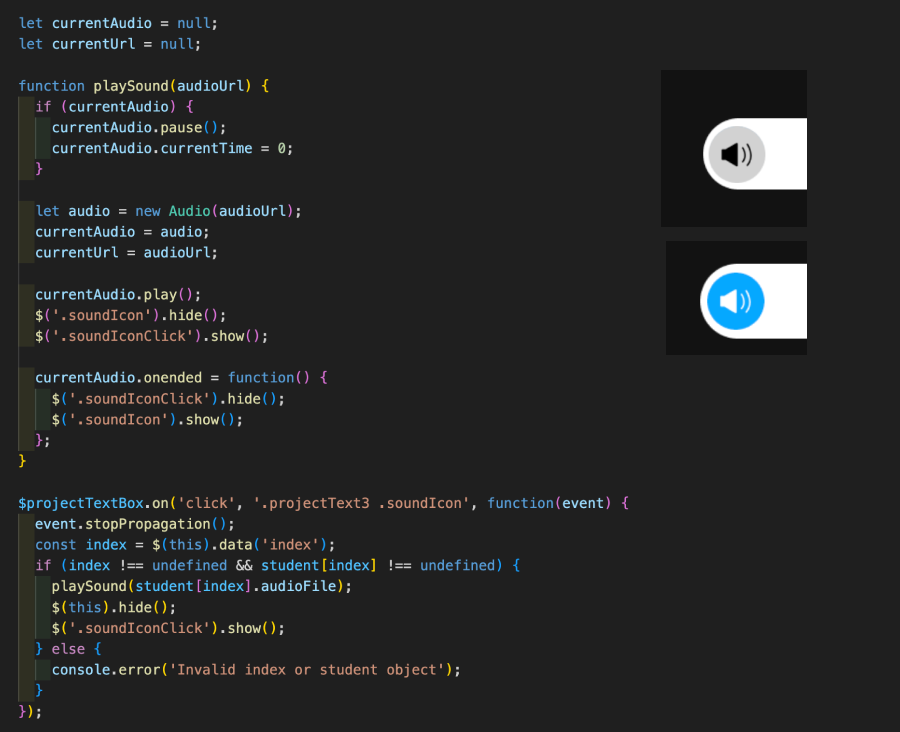 let currentAudio = null;
let currentUrl = null;
function playSound(audioUrl) {
if (currentAudio) {
currentAudio.pause();
currentAudio.currentTime = 0;
}
let audio = new Audio(audioUrl);
currentAudio = audio;
currentUrl = audioUrl;
currentAudio.play();
$('.soundIcon').hide();
$('.soundIconClick').show();
currentAudio.onended = function() {
$('.soundIconClick').hide();
$('.soundIcon').show();
};
}
$projectTextBox.on('click', '.projectText3 .soundIcon', function(event) {
event.stopPropagation();
const index = $(this).data('index');
if (index !== undefined && student[index] !== undefined) {
playSound(student[index].audioFile);
$(this).hide();
$('.soundIconClick').show();
} else {
console.error('Invalid index or student object');
}
});